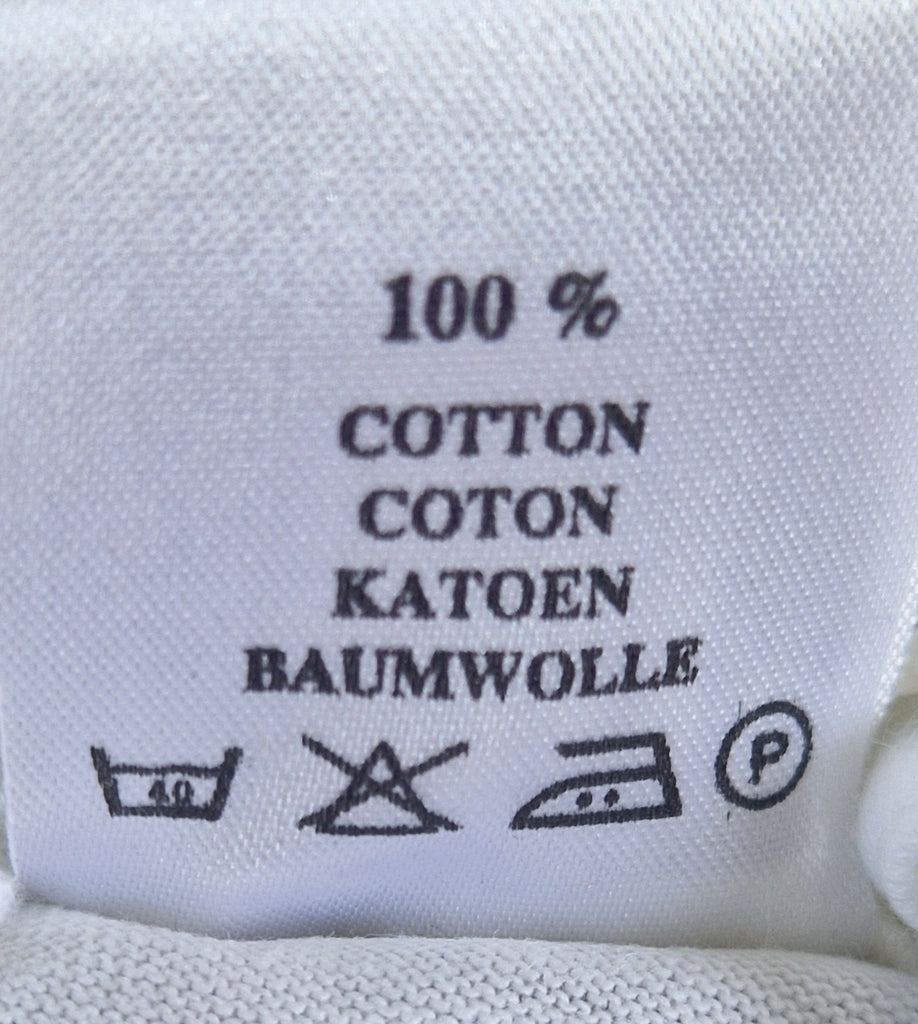 100 %
COTTON
COTON
KATOEN
BAUMWOLLE
40 P